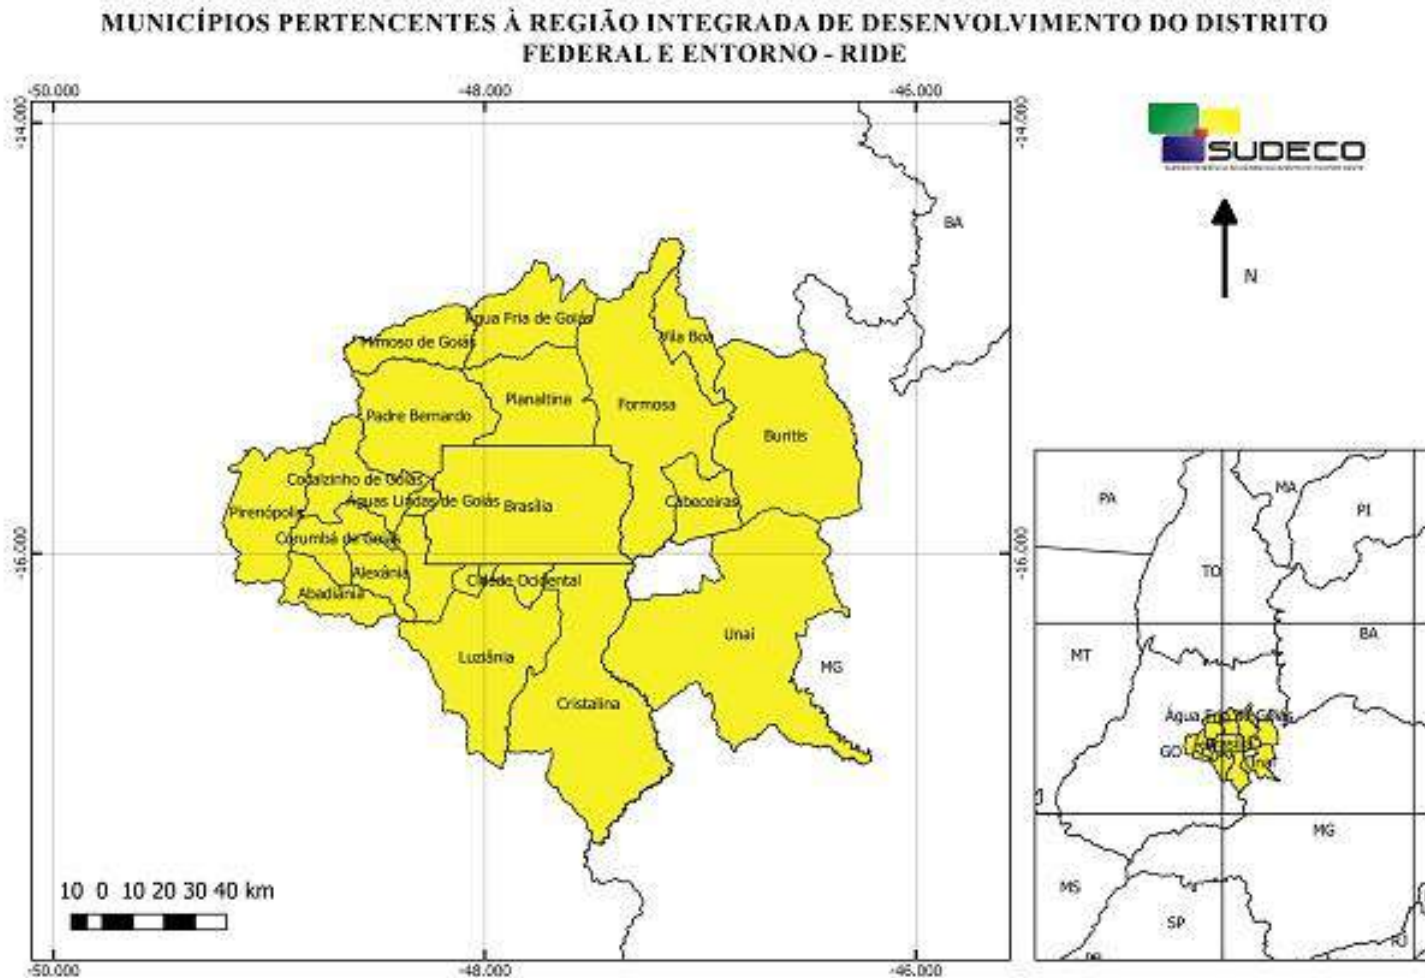 MUNICÍPIOS PERTENCENTES À REGIÃO INTEGRADA DE DESENVOLVIMENTO DO DISTRITO
FEDERAL E ENTORNO - RIDE
-50.000
-48.000
-46.000
-14.000
-14.000
SUDECO
N
BA
Água Fria de Goiás
Mimoso de Goiás
Vila Boa
Planaltina
Formosa
Padre Bernardo
Buritis
Cocalzinho de Goiás
Águas Lindas de Goiás
Brasília
Cabeceiras
Pirenópolis
Corumbá de Goiás
-16.000
-16.000
Alexânia
Cidade Ocidental
Abadiânia
Unaí
Luziânia
MG
Cristalina
10 0 10 20 30 40 km
-50.000
-48.000
-46.000
PA
MA
PI
TO
BA
MT
Água Fria de Goiás
GO
MG
MS
SP
RJ